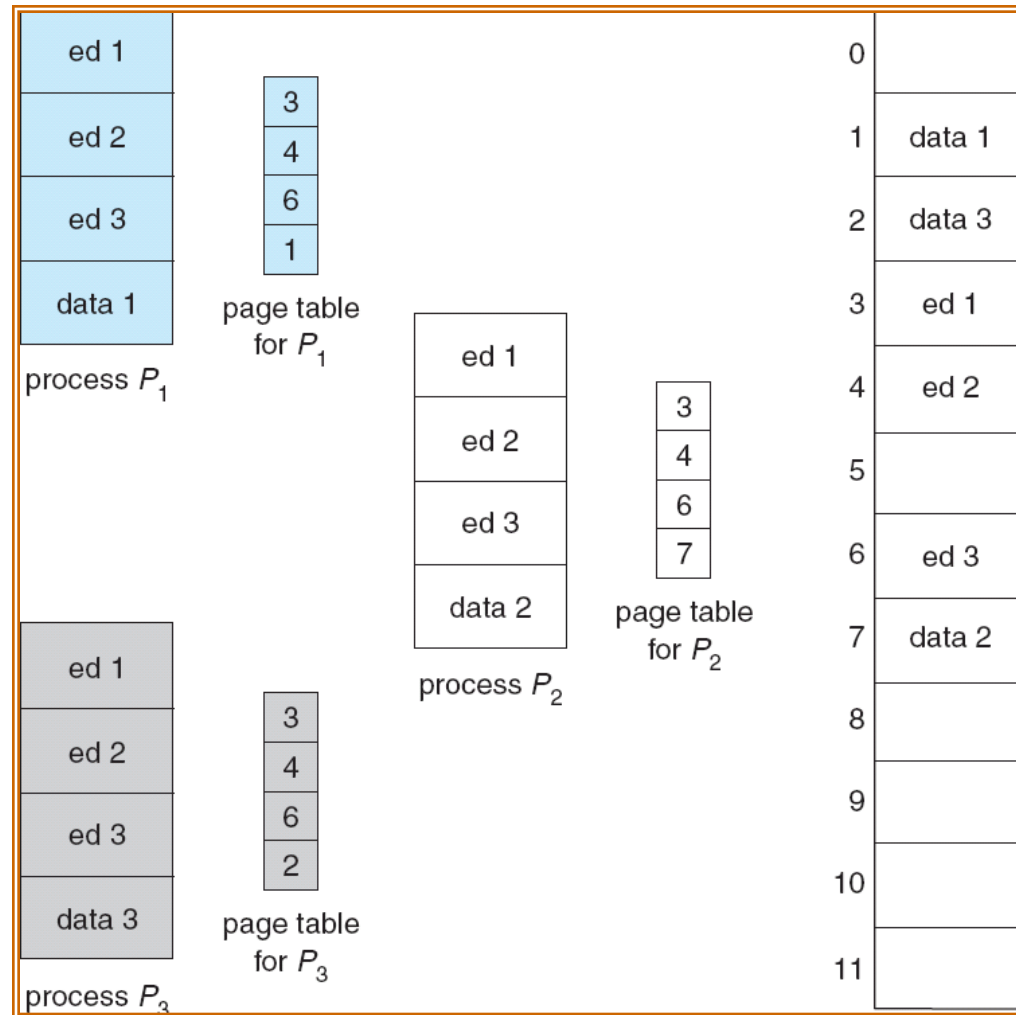 ed 1
ed 2
ed 3
data 1
process P1
3
4
6
1
page table
for P1
ed 1
ed 2
ed 3
data 2
process P2
3
4
6
7
page table
for P2
ed 1
ed 2
ed 3
data 3
process P3
3
4
6
2
page table
for P3
0
1 data 1
2 data 3
3 ed 1
4 ed 2
5
6 ed 3
7 data 2
8
9
10
11